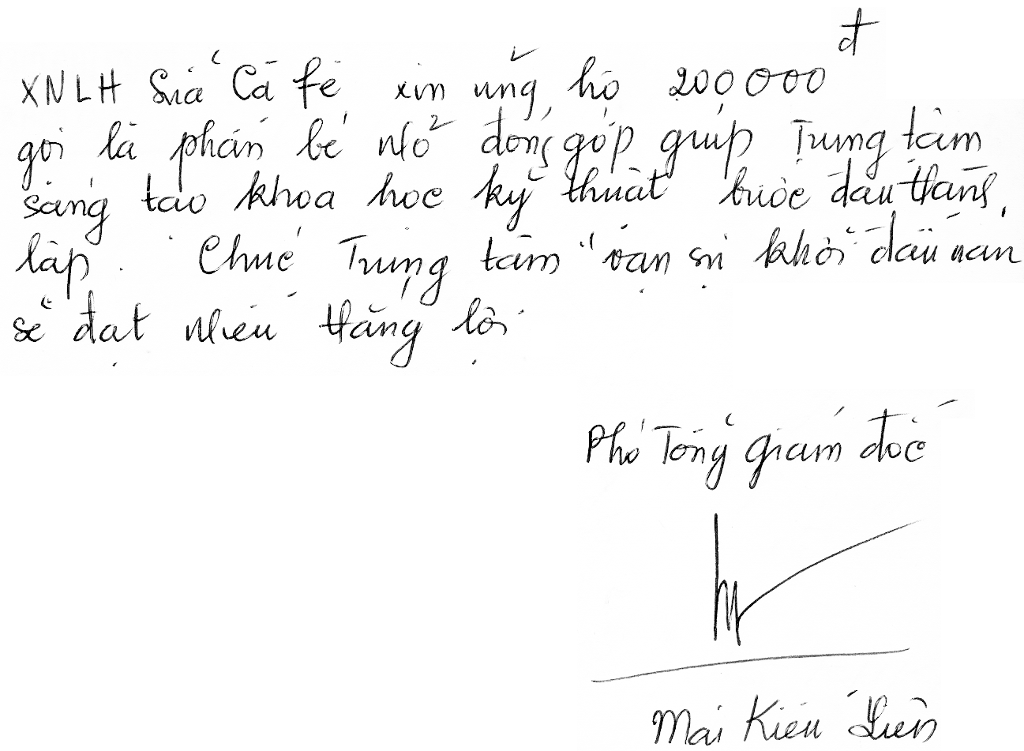 XNLH Sữa Cà fê xin ủng hộ 200000đ
gọi là phần bé nhỏ đóng góp giúp Trung tâm
sáng tạo khoa học kỹ thuật bước đầu thành
lập. Chúc Trung tâm "vạn sự khởi đầu nan
sẽ đạt nhiều thắng lợi
Phó Tổng giám đốc
Mai Kiều Liên